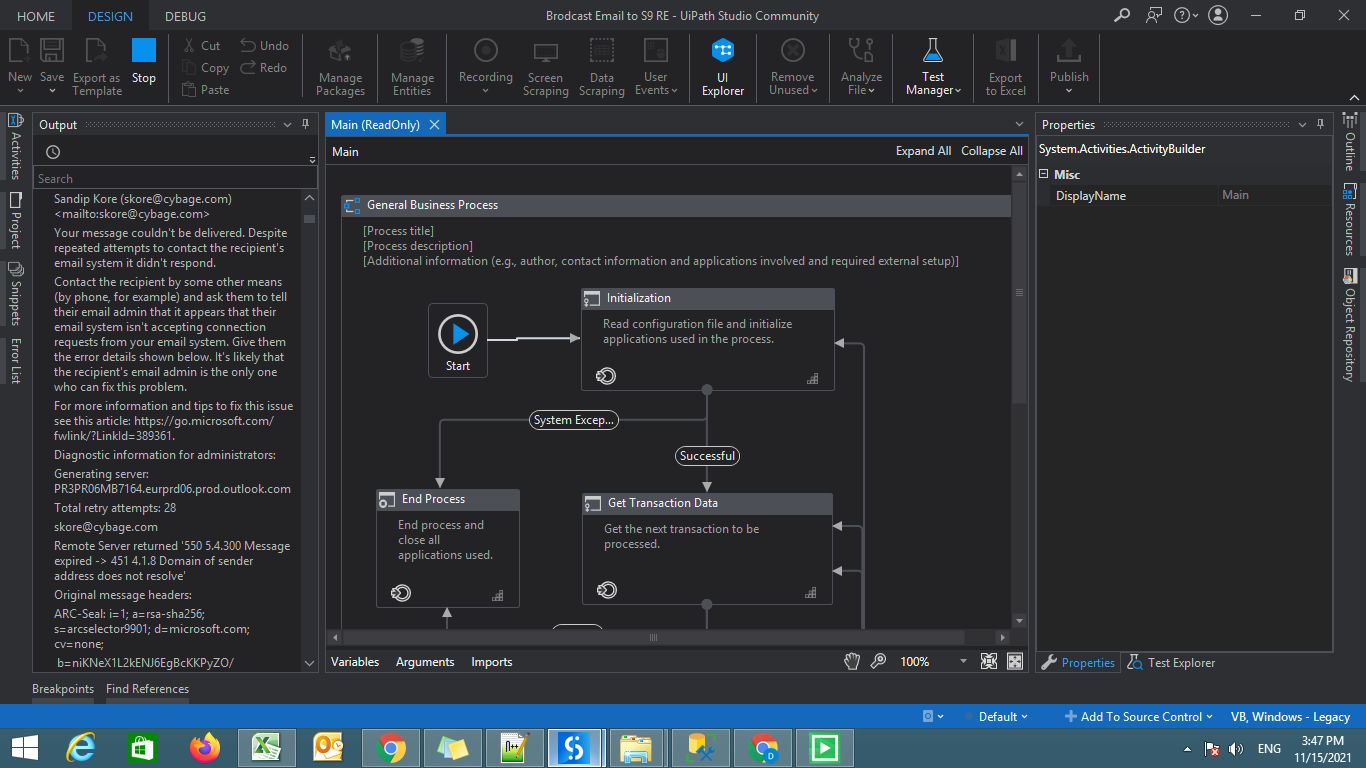 HOME
DESIGN
DEBUG
Brodcast Email to S9 RE - UiPath Studio Community
New
Save
Export as
Template
Stop
Cut
Copy
Paste
Undo
Redo
Manage
Packages
Manage
Entities
Recording
Screen
Scraping
Data
Scraping
User
Events
UI
Explorer
Remove
Unused
Analyze
File
Test
Manager
Export
to Excel
Publish
Activities
Project
Snippets
Error List
Output
Search
Sandip Kore (skore@cybage.com)
<mailto:skore@cybage.com>
Your message couldn't be delivered. Despite
repeated attempts to contact the recipient's
email system it didn't respond.
Contact the recipient by some other means
(by phone, for example) and ask them to tell
their email admin that it appears that their
email system isn't accepting connection
requests from your email system. Give them
the error details shown below. It's likely that
the recipient's email admin is the only one
who can fix this problem.
For more information and tips to fix this issue
see this article: https://go.microsoft.com/
fwlink/?LinkId=389361.
Diagnostic information for administrators:
Generating server:
PR3PR06MB7164.eurprd06.prod.outlook.com
Total retry attempts: 28
skore@cybage.com
Remote Server returned '550 5.4.300 Message
expired -> 451 4.1.8 Domain of sender
address does not resolve'
Original message headers:
ARC-Seal: i=1; a=rsa-sha256;
s=arcselector9901; d=microsoft.com;
cv=none;
b=niKNeX1L2kENJ6EgBcKKPyZO/
Breakpoints
Find References
Main (ReadOnly)
Main
Expand All
Collapse All
General Business Process
[Process title]
[Process description]
[Additional information (e.g., author, contact information and applications involved and required external setup)]
Start
Initialization
Read configuration file and initialize
applications used in the process.
System Excep...
Successful
End Process
End process and
close all
applications used.
Get Transaction Data
Get the next transaction to be
processed.
Variables
Arguments
Imports
100%
Properties
System.Activities.ActivityBuilder
Misc
DisplayName
Main
Properties
Test Explorer
Outline
Resources
Object Repository
Default
Add To Source Control
VB, Windows - Legacy
ENG
3:47 PM
11/15/2021